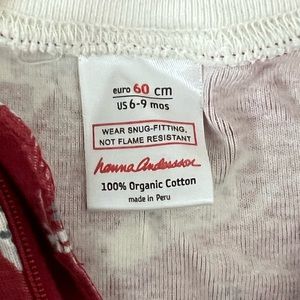 euro 60 cm
US 6-9 mos
WEAR SNUG-FITTING,
NOT FLAME RESISTANT
hanna andersson
100% Organic Cotton
made in Peru